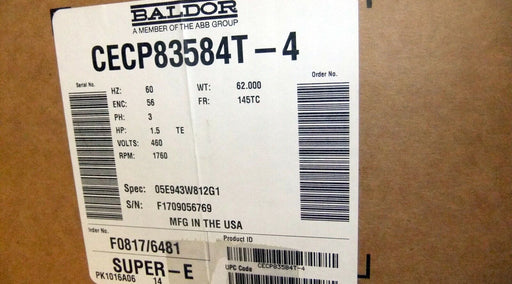 BALDOR
A MEMBER OF THE ABB GROUP
CECP83584T-4
Serial No.
Order No.
HZ: 60 WT: 62.000
ENC: 56 FR: 145TC
PH: 3
HP: 1.5 TE
VOLTS: 460
RPM: 1760
Spec: 05E943W812G1
S/N: F1709056769
MFG IN THE USA
Order No.
F0817/6481
Product ID
CECP83584T-4
SUPER-E
UPC Code
PK1016A06 14